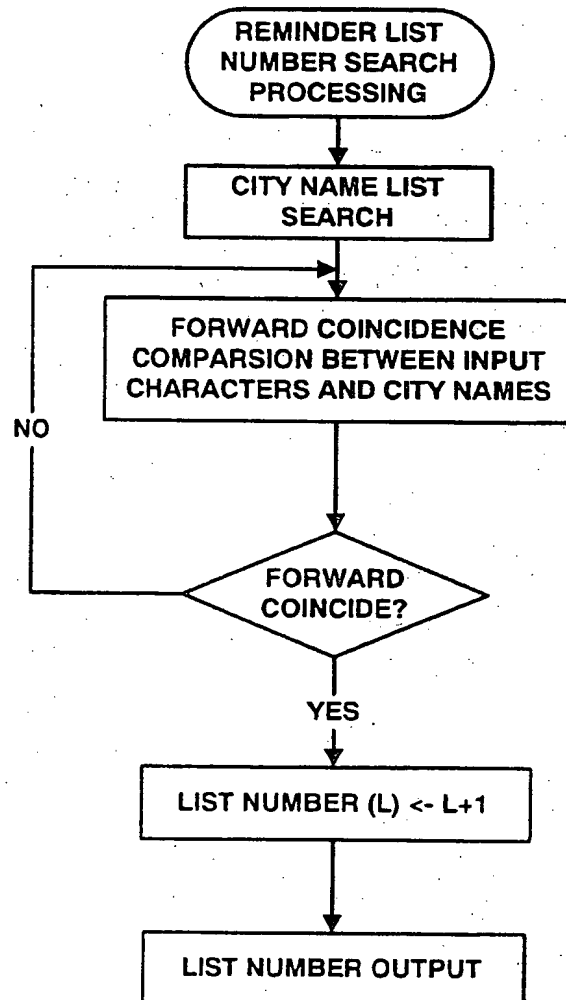 REMINDER LIST
NUMBER SEARCH
PROCESSING
CITY NAME LIST
SEARCH
FORWARD COINCIDENCE
COMPARSION BETWEEN INPUT
CHARACTERS AND CITY NAMES
NO
FORWARD
COINCIDE?
YES
LIST NUMBER (L) <- L+1
LIST NUMBER OUTPUT